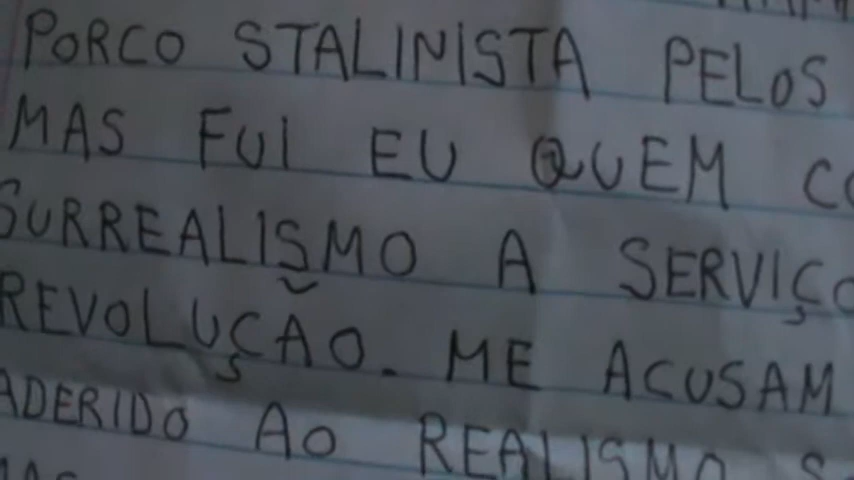 PORCO STALINISTA PELOS
MAS FUI EU QUEM
SURREALISMO A SERVIÇO
REVOLUÇÃO. ME ACUSAM
ADERIDO AO REALISMO